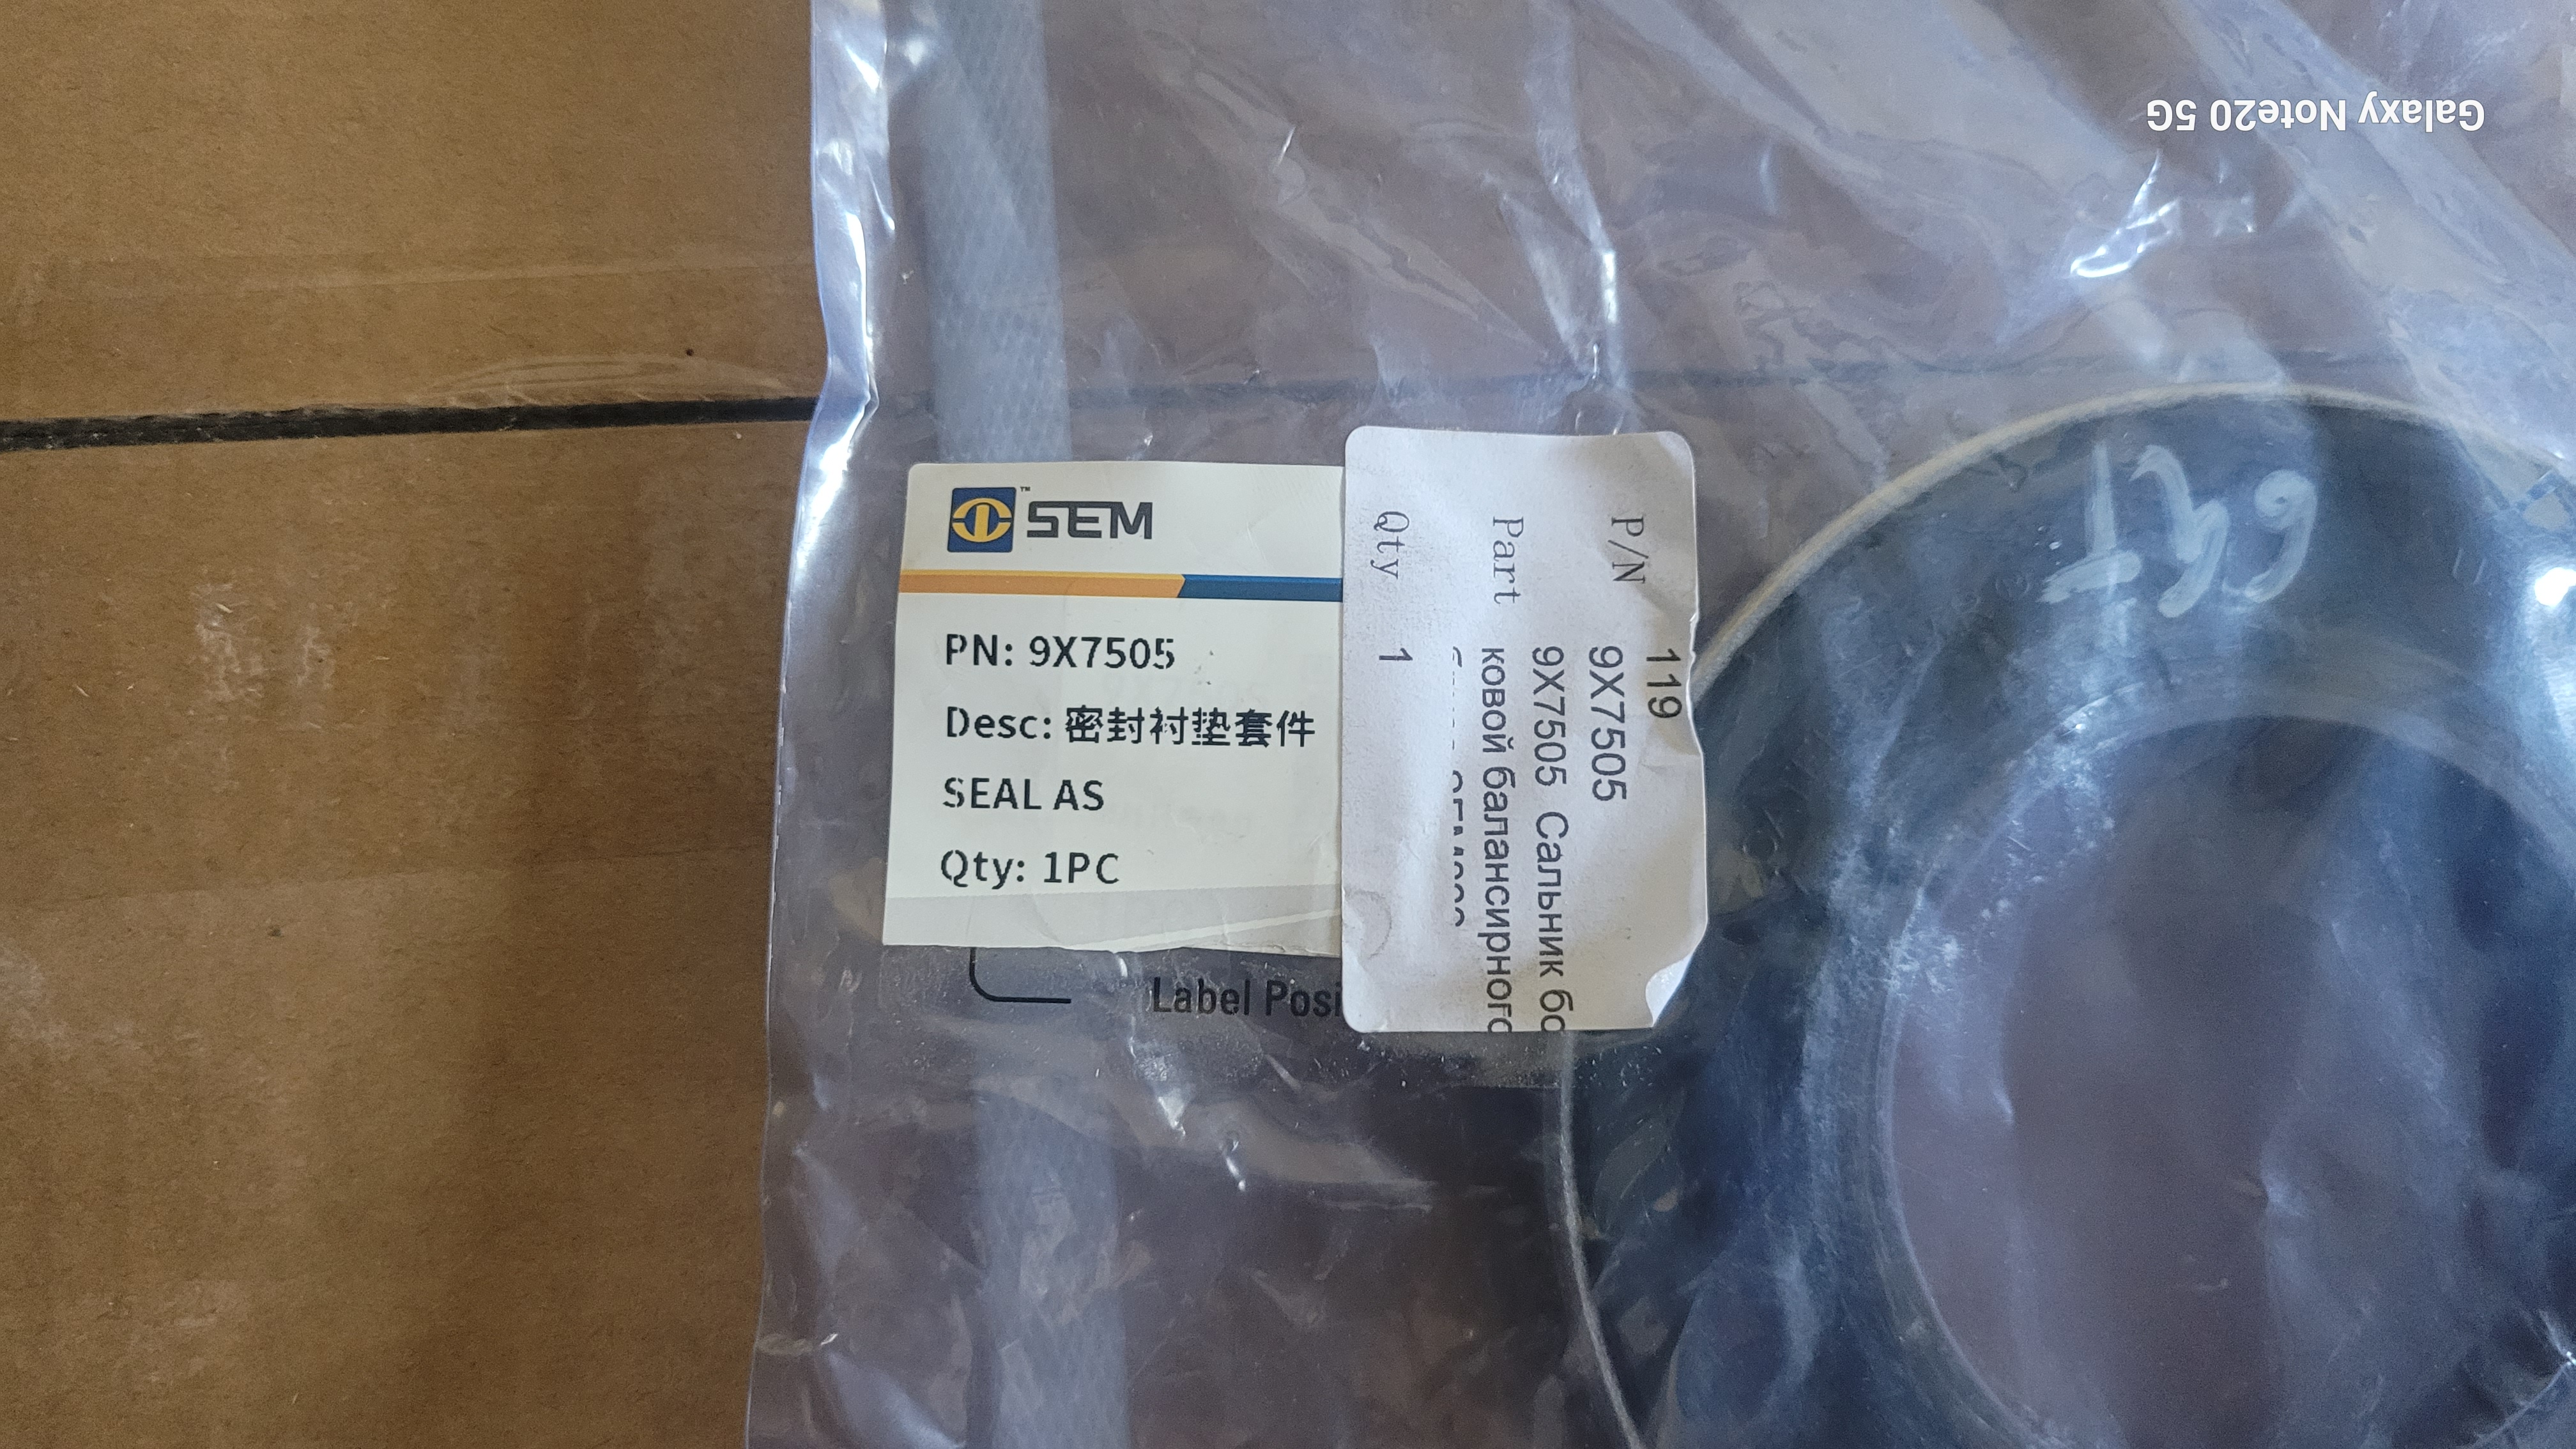 SEM
PN: 9X7505
Desc: 密封衬垫套件
SEAL AS
Qty: 1PC
Label Posi
119
P/N 9X7505
Part 9X7505 Сальник бо
ковой балансирного
Qty 1
Galaxy Note20 5G